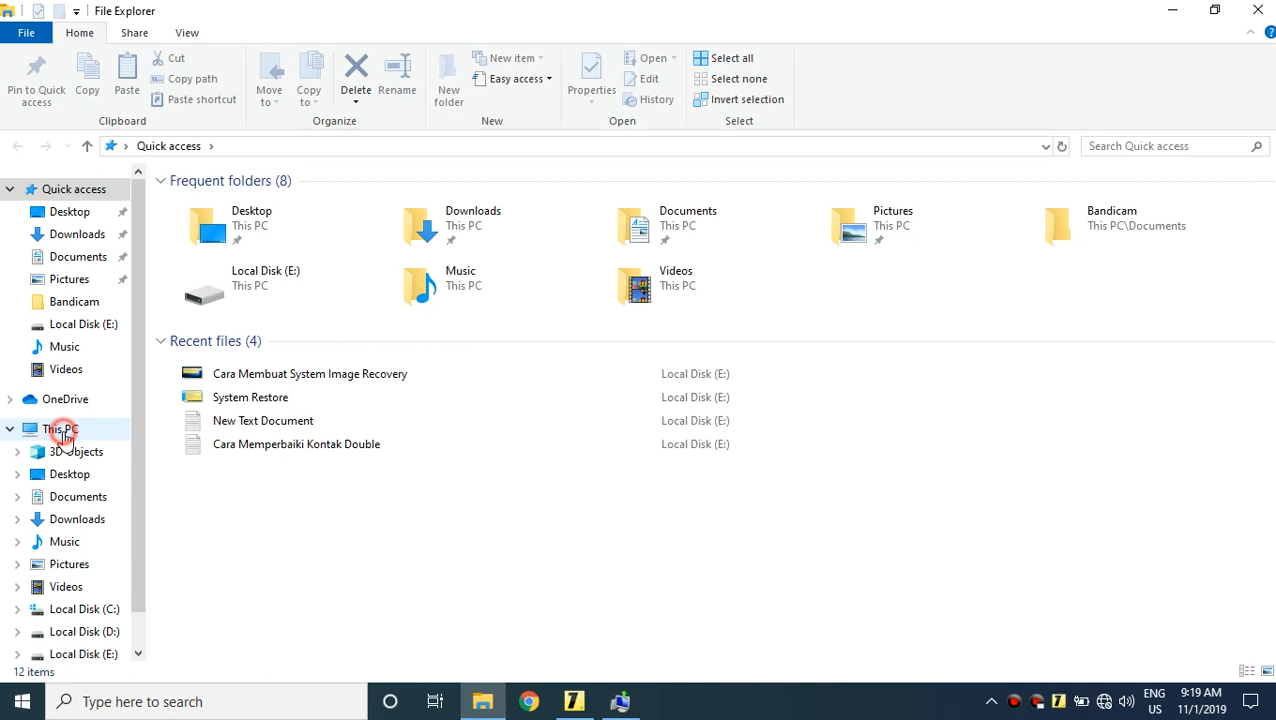 File Explorer
File Home Share View
Pin to Quick access
Copy
Paste
Cut
Copy path
Paste shortcut
Clipboard
Move to
Copy to
Delete
Rename
Organize
New folder
New item
Easy access
New
Properties
Open
Edit
History
Open
Select all
Select none
Invert selection
Select
Quick access
Search Quick access
Quick access
Desktop
Downloads
Documents
Pictures
Bandicam
Local Disk (E:)
Music
Videos
OneDrive
This PC
3D Objects
Desktop
Documents
Downloads
Music
Pictures
Videos
Local Disk (C:)
Local Disk (D:)
Local Disk (E:)
Frequent folders (8)
Desktop
This PC
Downloads
This PC
Documents
This PC
Pictures
This PC
Bandicam
This PC\Documents
Local Disk (E:)
This PC
Music
This PC
Videos
This PC
Recent files (4)
Cara Membuat System Image Recovery Local Disk (E:)
System Restore Local Disk (E:)
New Text Document Local Disk (E:)
Cara Memperbaiki Kontak Double Local Disk (E:)
12 items
Type here to search
ENG
US
9:19 AM
11/1/2019